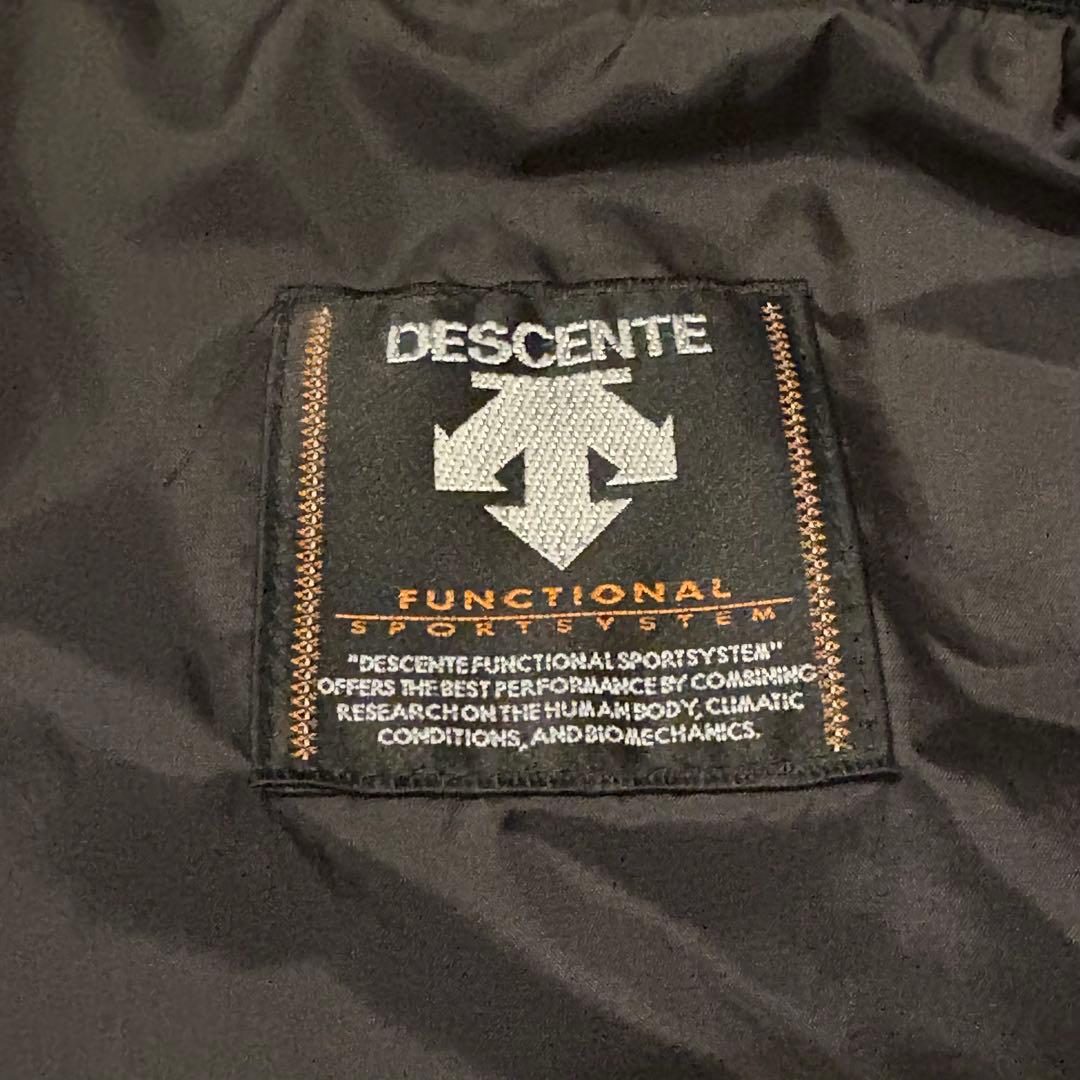 DESCENTE
FUNCTIONAL
SPORTSYSTEM
"DESCENTE FUNCTIONAL SPORTSYSTEM"
OFFERS THE BEST PERFORMANCE BY COMBINING
RESEARCH ON THE HUMAN BODY, CLIMATIC
CONDITIONS, AND BIOMECHANICS.